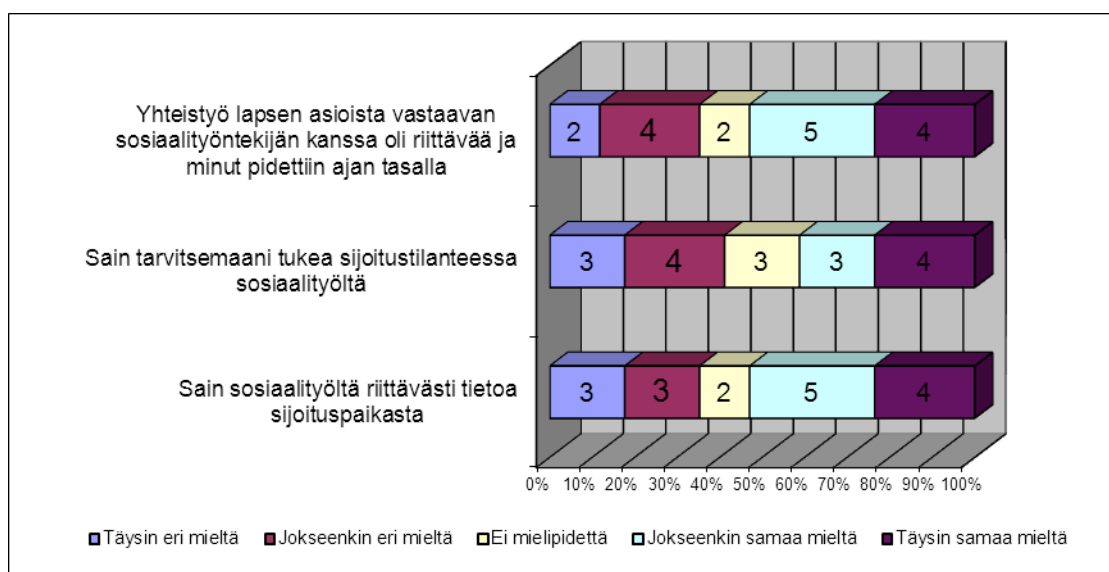 Yhteistyö lapsen asioista vastaavan
sosiaalityöntekijän kanssa oli riittävää ja
minut pidettiin ajan tasalla
2 4 2 5 4
Sain tarvitsemaani tukea sijoitustilanteessa
sosiaalityöltä
3 4 3 3 4
Sain sosiaalityöltä riittävästi tietoa
sijoituspaikasta
3 3 2 5 4
0% 10% 20% 30% 40% 50% 60% 70% 80% 90% 100%
Täysin eri mieltä Jokseenkin eri mieltä Ei mielipidettä Jokseenkin samaa mieltä Täysin samaa mieltä